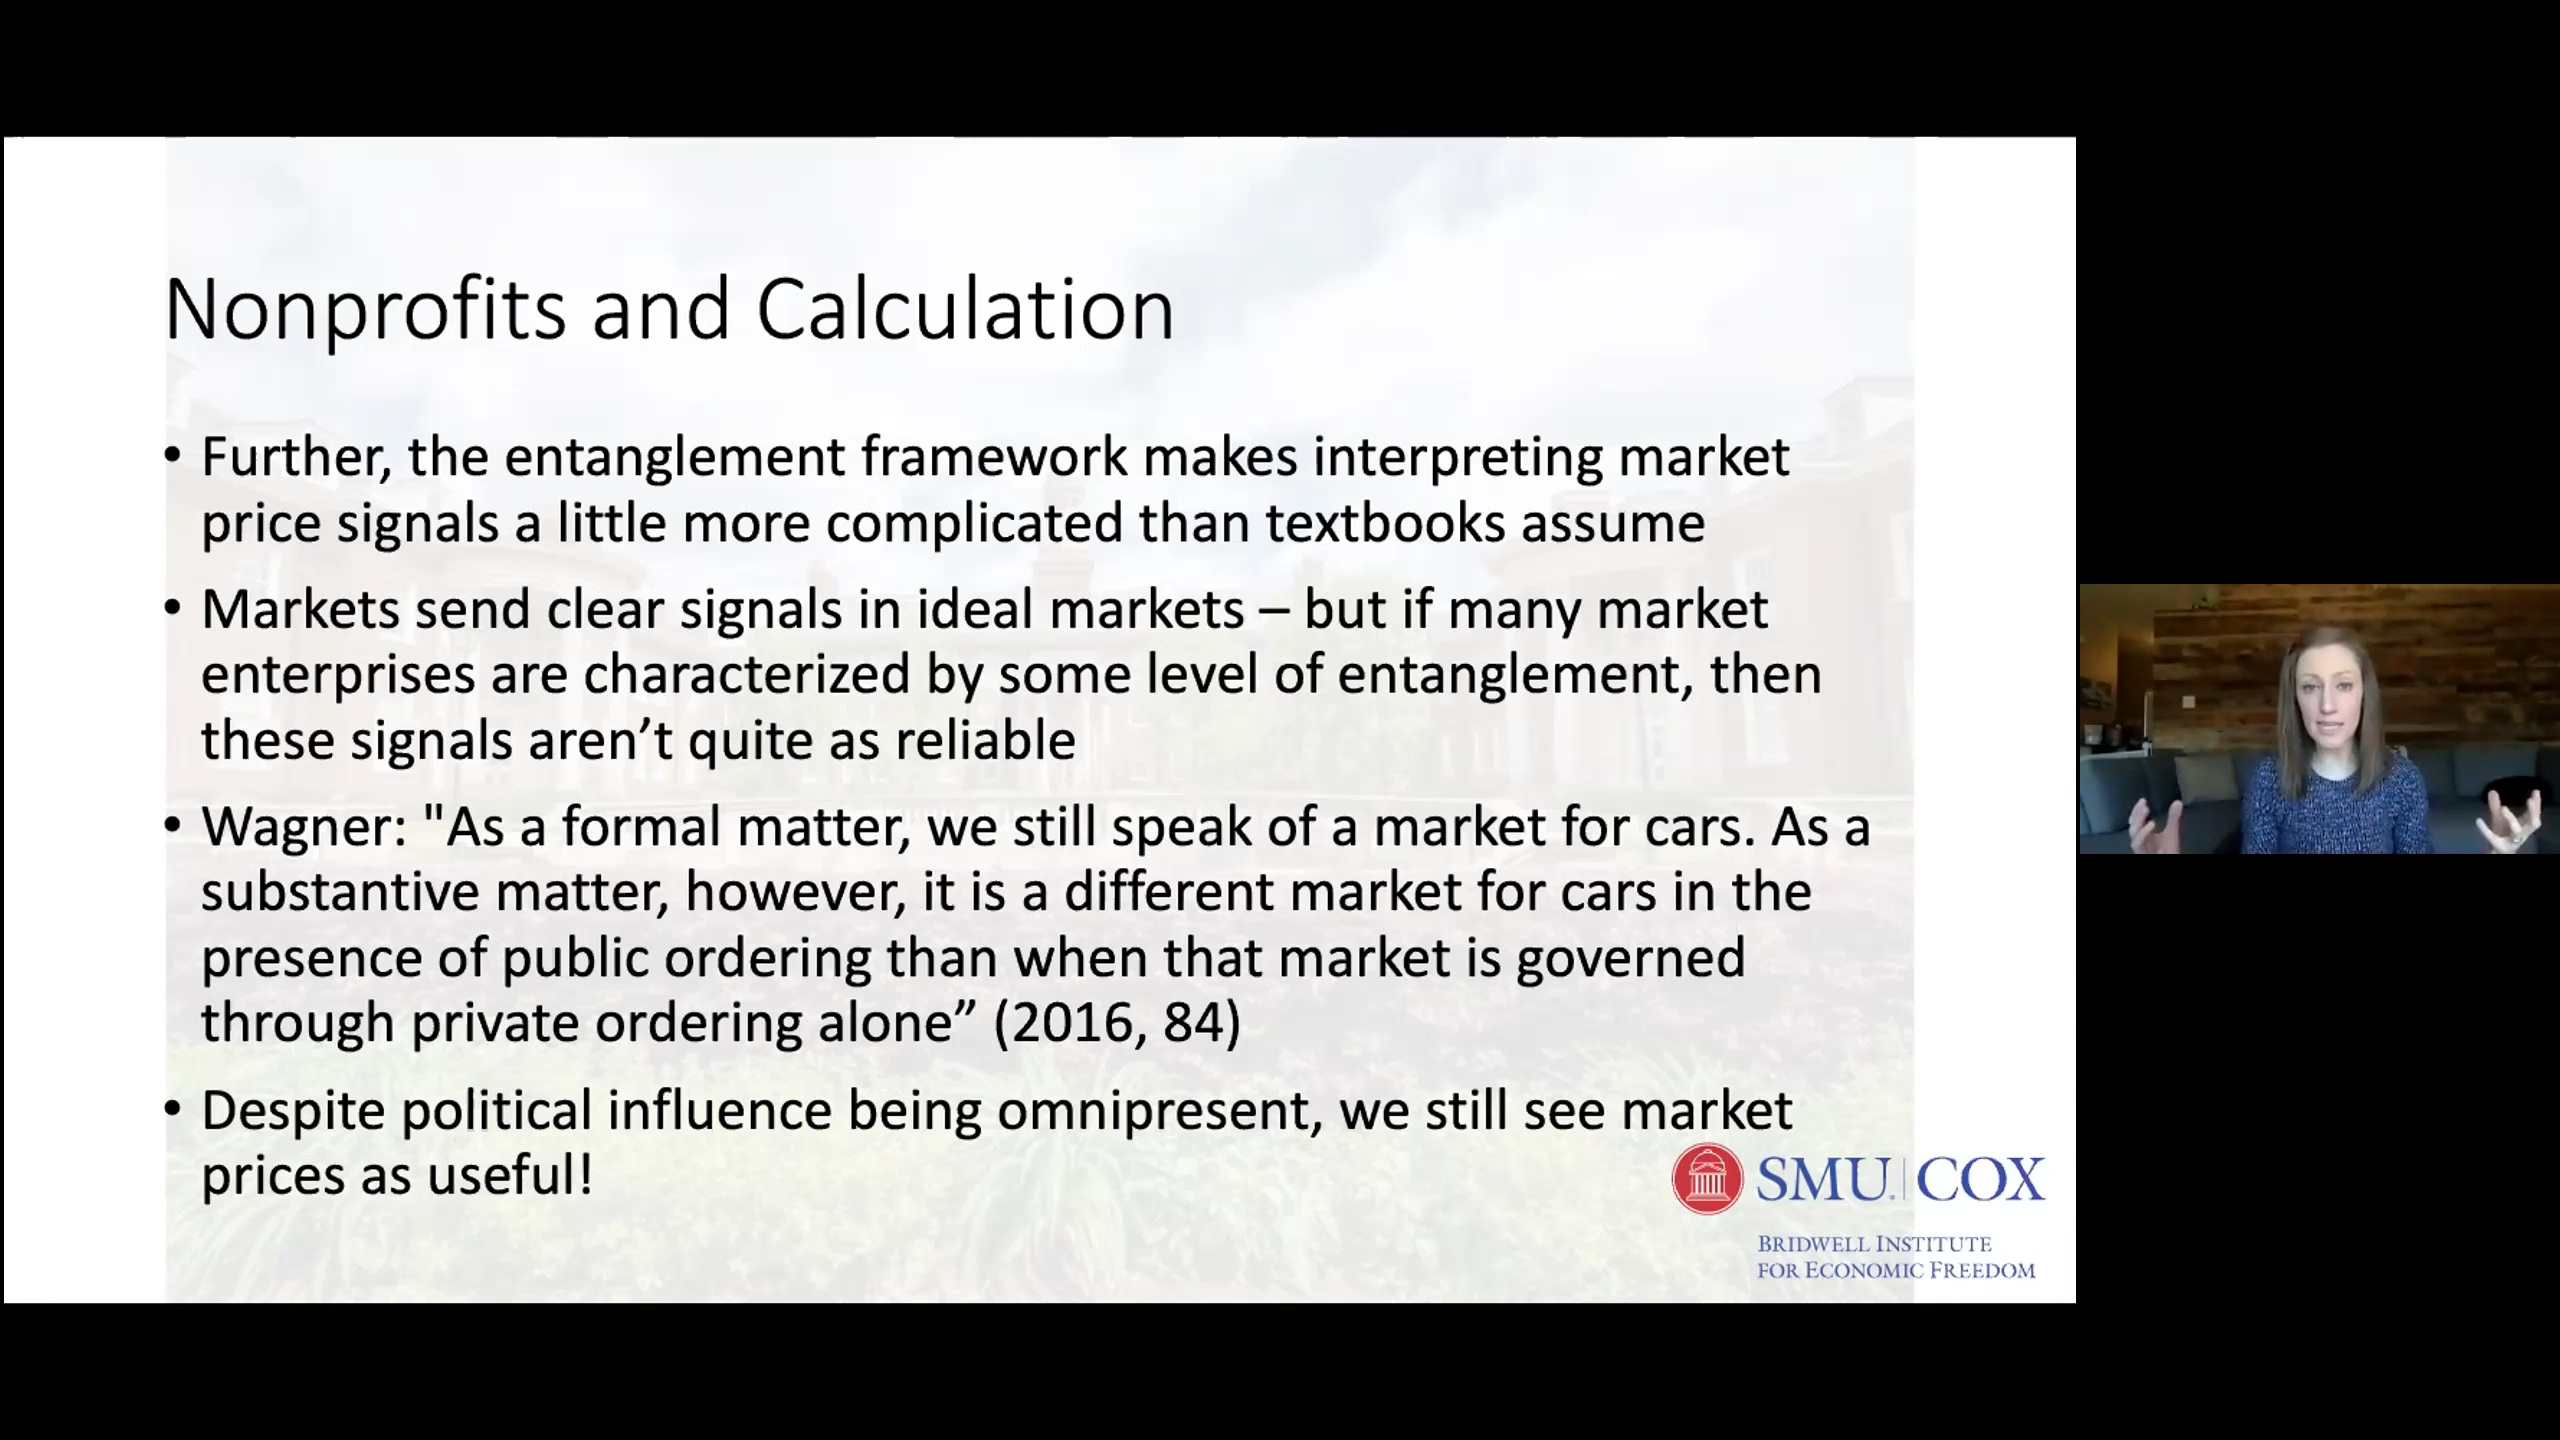 Nonprofits and Calculation
• Further, the entanglement framework makes interpreting market
price signals a little more complicated than textbooks assume
• Markets send clear signals in ideal markets – but if many market
enterprises are characterized by some level of entanglement, then
these signals aren’t quite as reliable
• Wagner: "As a formal matter, we still speak of a market for cars. As a
substantive matter, however, it is a different market for cars in the
presence of public ordering than when that market is governed
through private ordering alone” (2016, 84)
• Despite political influence being omnipresent, we still see market
prices as useful!
SMU. | COX
BRIDWELL INSTITUTE
FOR ECONOMIC FREEDOM